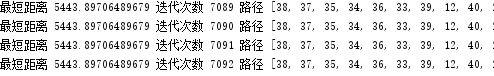 最短距离 5443.89706489679 迭代次数 7089 路径 [38, 37, 35, 34, 36, 33, 39, 12, 40,
最短距离 5443.89706489679 迭代次数 7090 路径 [38, 37, 35, 34, 36, 33, 39, 12, 40,
最短距离 5443.89706489679 迭代次数 7091 路径 [38, 37, 35, 34, 36, 33, 39, 12, 40,
最短距离 5443.89706489679 迭代次数 7092 路径 [38, 37, 35, 34, 36, 33, 39, 12, 40,